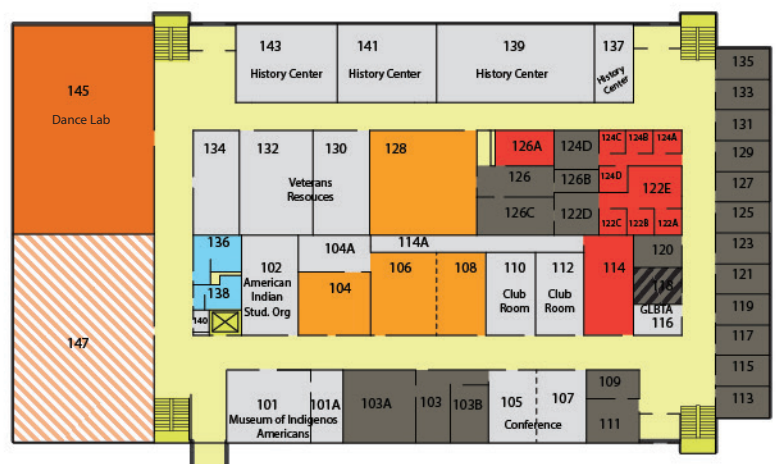 143
History Center
141
History Center
139
History Center
137
History
Center
135
133
131
129
127
125
123
121
119
117
115
113
145
Dance Lab
147
134
132
130
Veterans
Resouces
128
126A
124D
124C
124B
124A
126
126B
124D
122E
126C
122D
122C
122B
122A
136
138
140
102
American
Indian
Stud. Org
104A
114A
104
106
108
110
Club
Room
112
Club
Room
114
120
118
GLBTA
116
101
101A
Museum of Indigenos
Americans
103A
103
103B
105
107
Conference
109
111